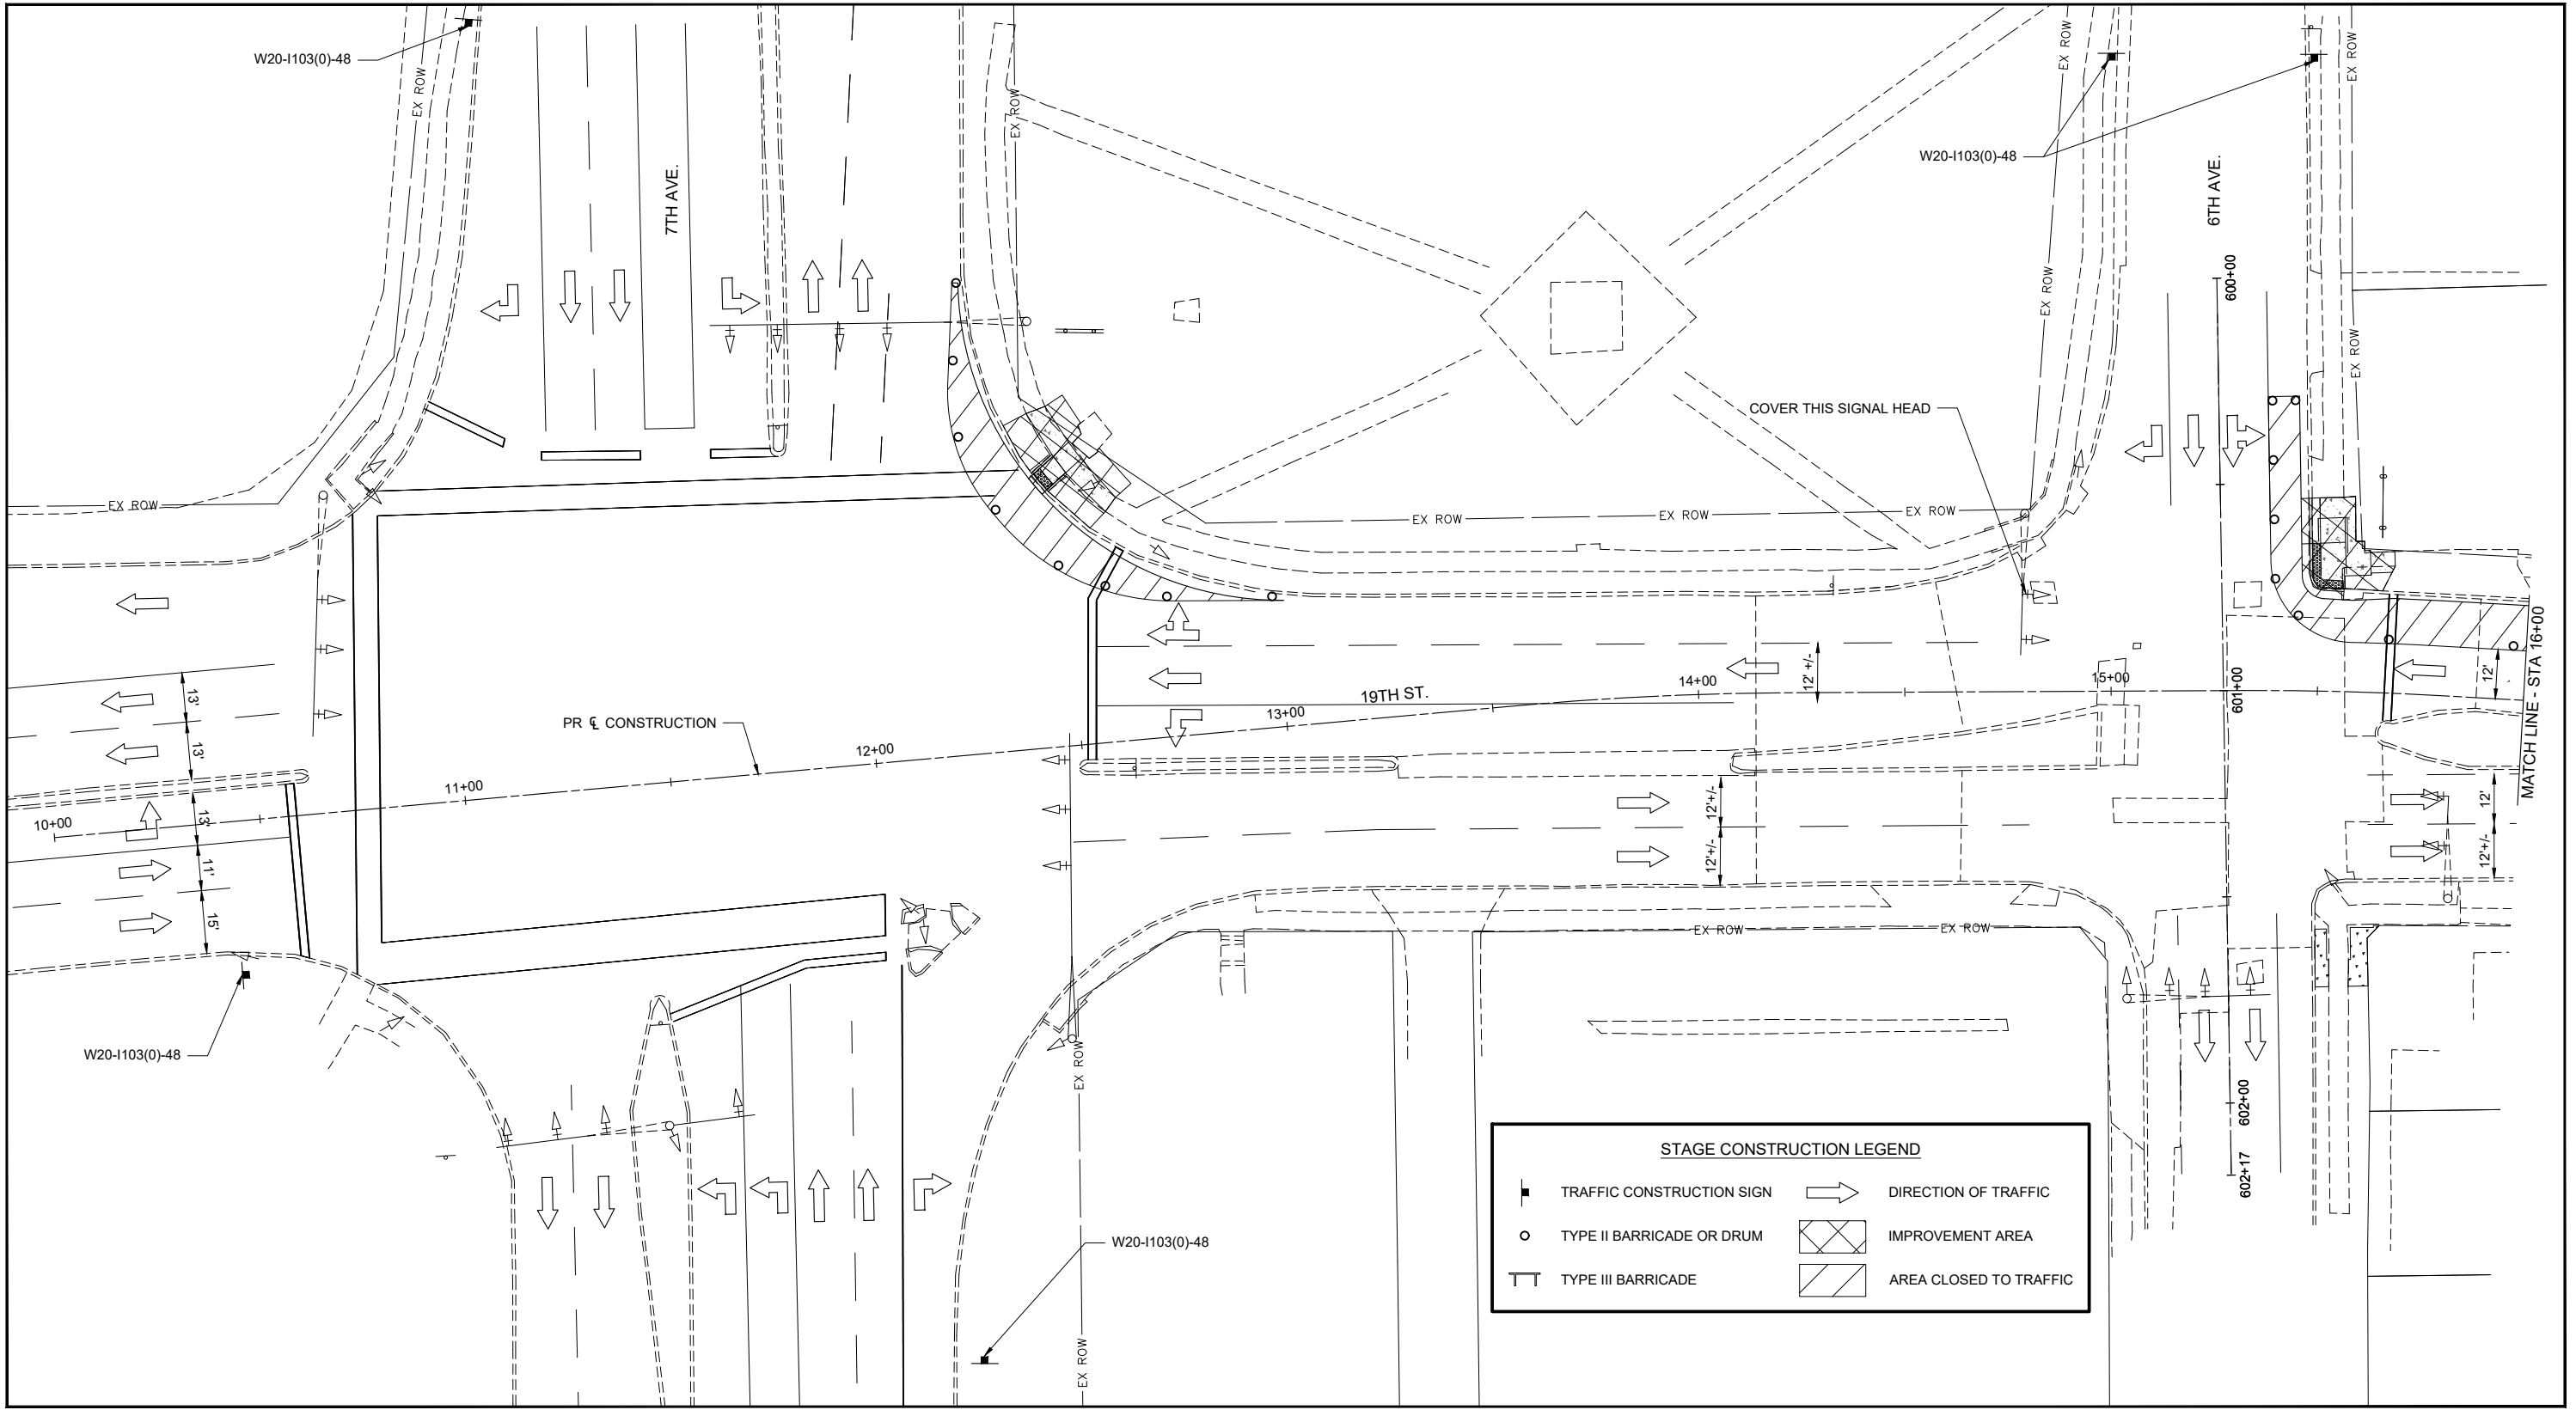 W20-I103(0)-48
EX ROW
7TH AVE.
EX ROW
EX ROW
EX ROW
W20-I103(0)-48
6TH AVE.
EX ROW
600+00
EX ROW
EX ROW
COVER THIS SIGNAL HEAD
EX ROW
EX ROW
EX ROW
EX ROW
13'
13'
13'
11'
15'
PR ℄ CONSTRUCTION
10+00
11+00
12+00
13+00
19TH ST.
14+00
12' +/-
15+00
601+00
12'
MATCH LINE - STA 16+00
12'+/-
12'+/-
12'
12'+/-
EX ROW
EX ROW
W20-I103(0)-48
EX ROW
602+00
602+17
W20-I103(0)-48
EX ROW
STAGE CONSTRUCTION LEGEND
TRAFFIC CONSTRUCTION SIGN
DIRECTION OF TRAFFIC
TYPE II BARRICADE OR DRUM
IMPROVEMENT AREA
TYPE III BARRICADE
AREA CLOSED TO TRAFFIC